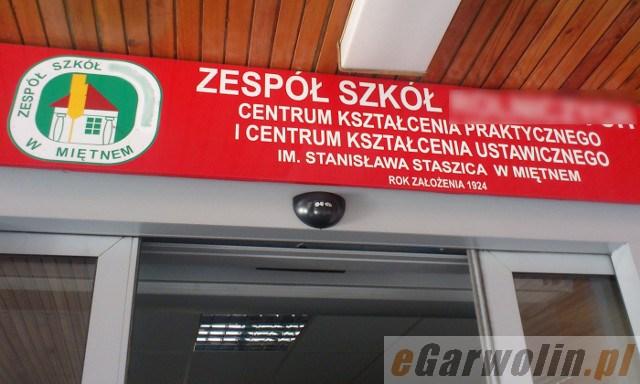 ZESPÓŁ SZKÓŁ
W MIĘTNEM
ZESPÓŁ SZKÓŁ
CENTRUM KSZTAŁCENIA PRAKTYCZNEGO
I CENTRUM KSZTAŁCENIA USTAWICZNEGO
IM. STANISŁAWA STASZICA W MIĘTNEM
ROK ZAŁOŻENIA 1924
eGarwolin.pl